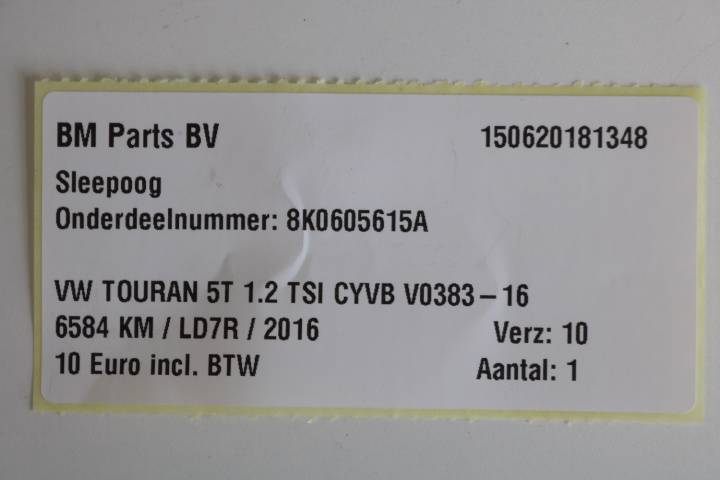 BM Parts BV 150620181348
Sleepoog
Onderdeelnummer: 8K0605615A
VW TOURAN 5T 1.2 TSI CYVB V0383-16
6584 KM / LD7R / 2016 Verz: 10
10 Euro incl. BTW Aantal: 1